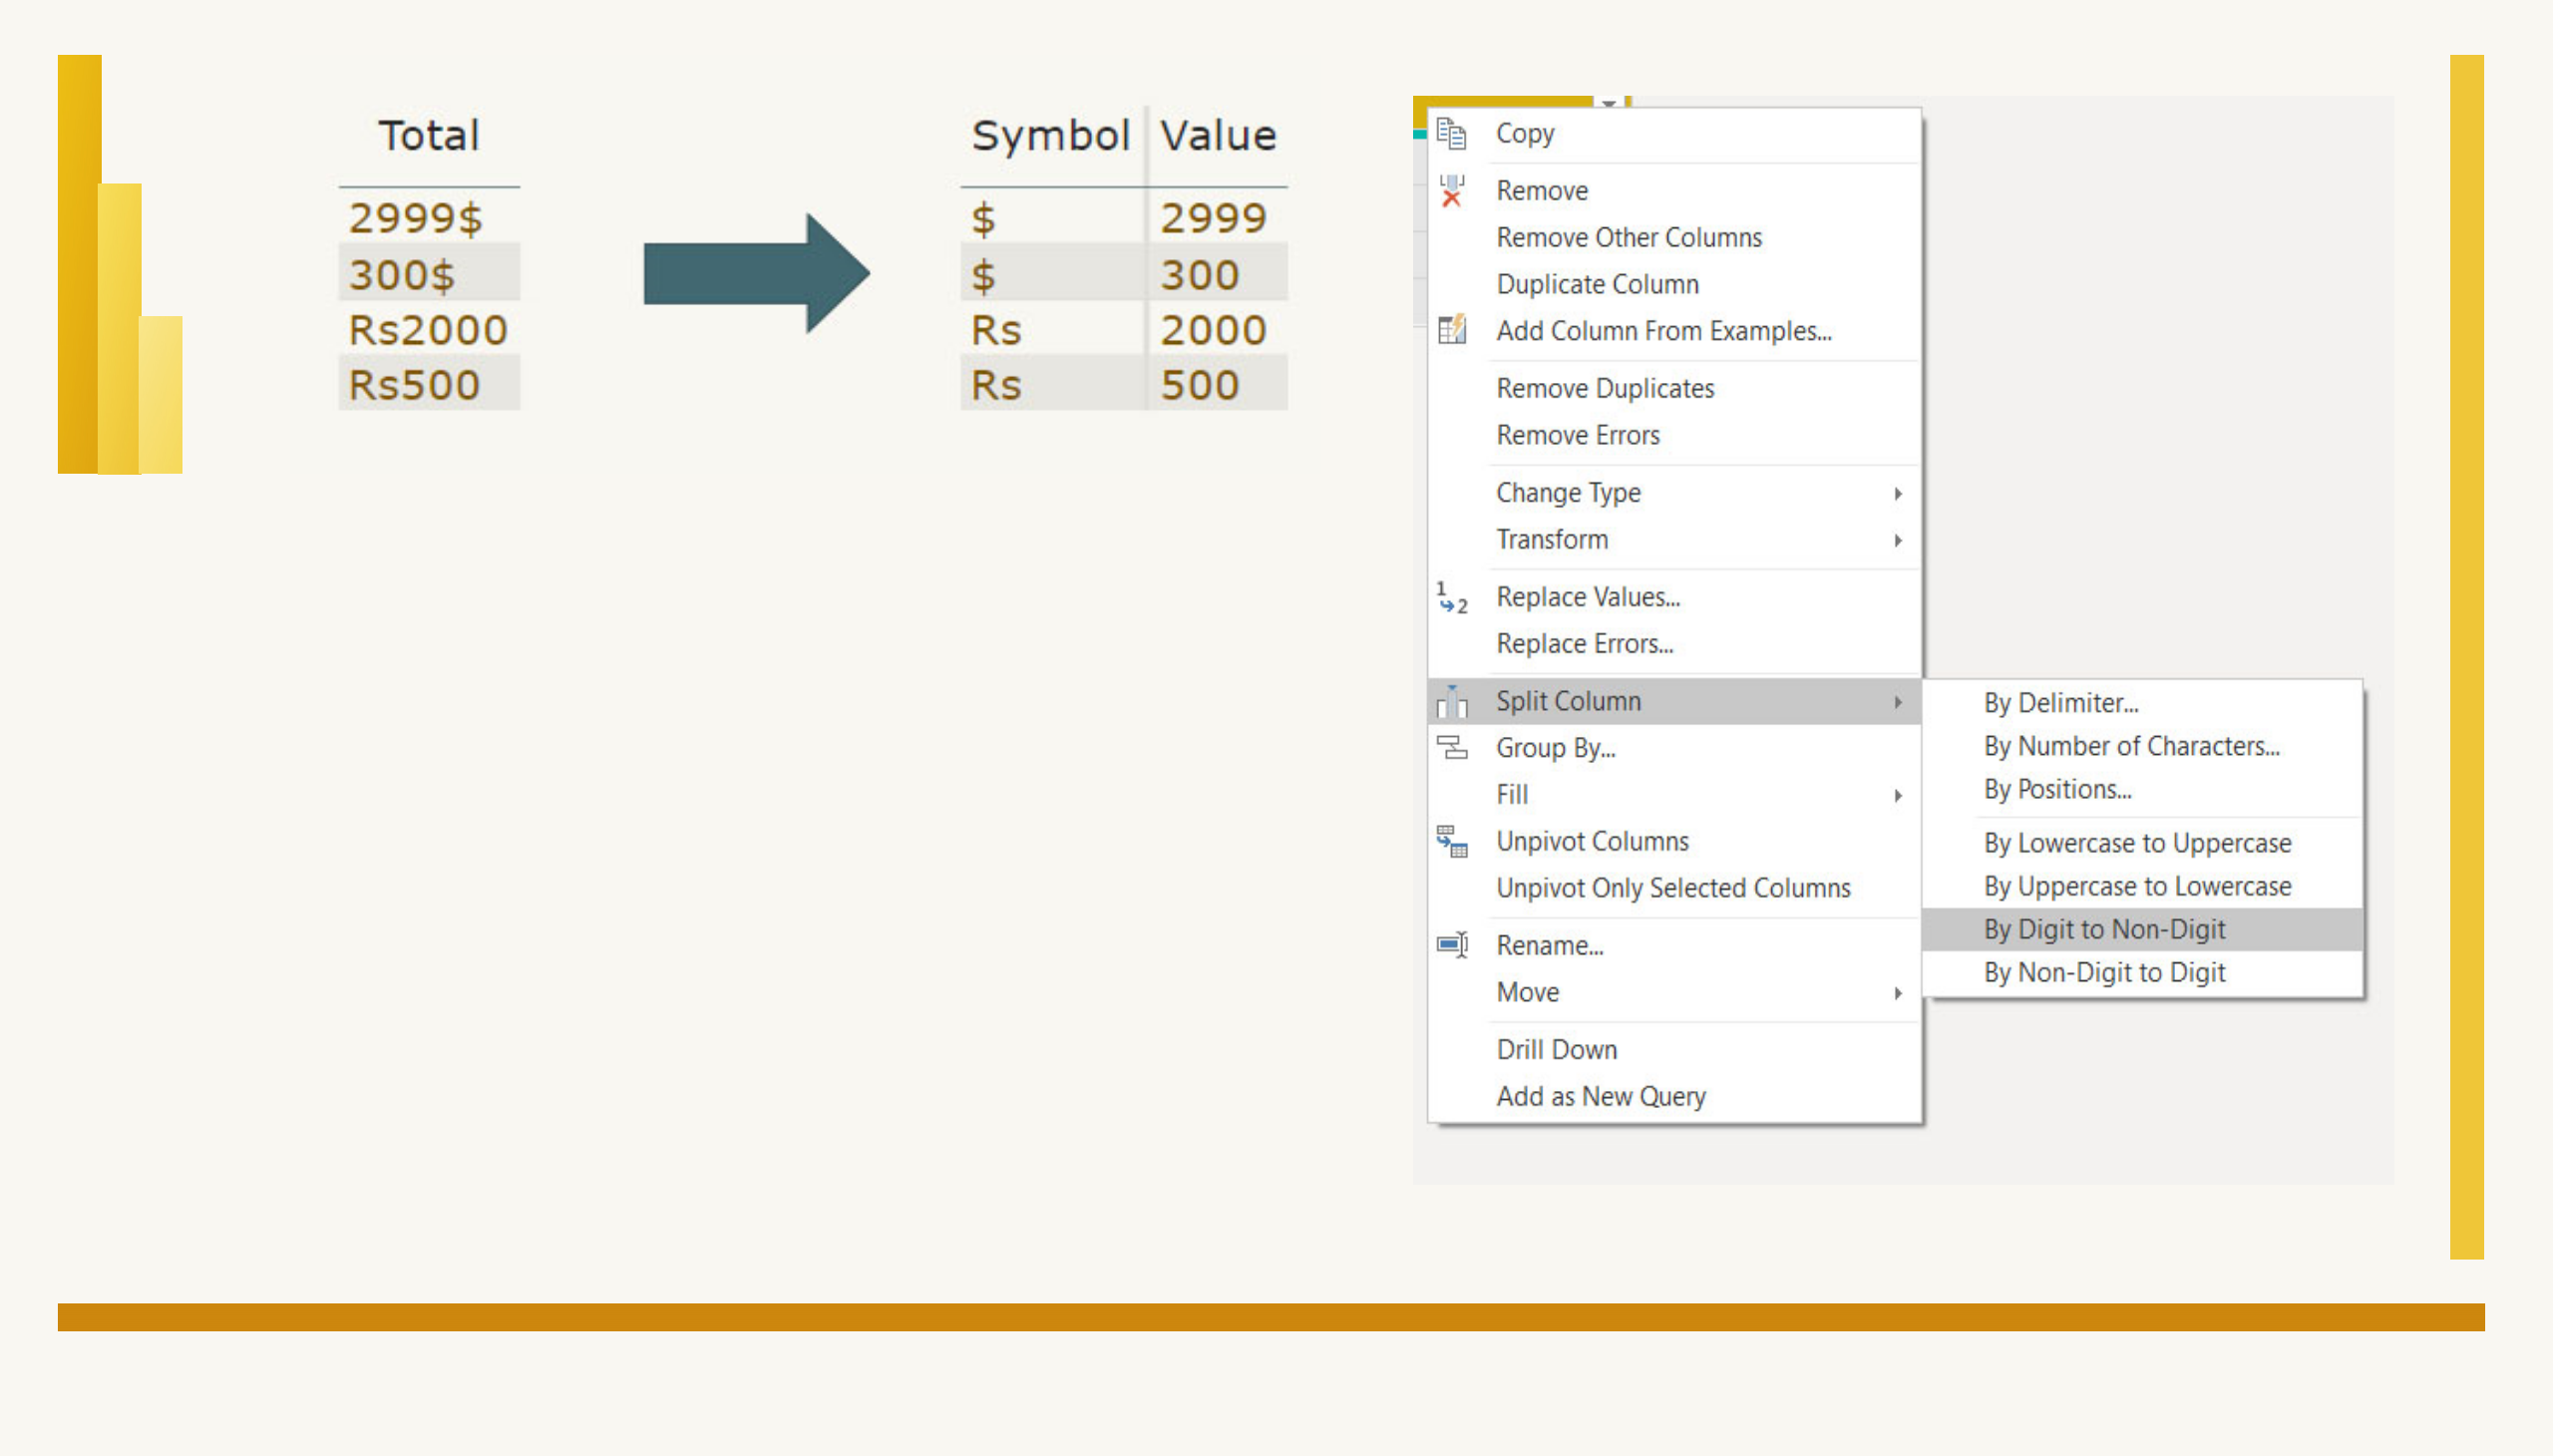 Total
2999$
300$
Rs2000
Rs500
Symbol Value
$ 2999
$ 300
Rs 2000
Rs 500
Copy
Remove
Remove Other Columns
Duplicate Column
Add Column From Examples...
Remove Duplicates
Remove Errors
Change Type
Transform
1
2
Replace Values...
Replace Errors...
Split Column
Group By...
Fill
Unpivot Columns
Unpivot Only Selected Columns
Rename...
Move
Drill Down
Add as New Query
By Delimiter...
By Number of Characters...
By Positions...
By Lowercase to Uppercase
By Uppercase to Lowercase
By Digit to Non-Digit
By Non-Digit to Digit